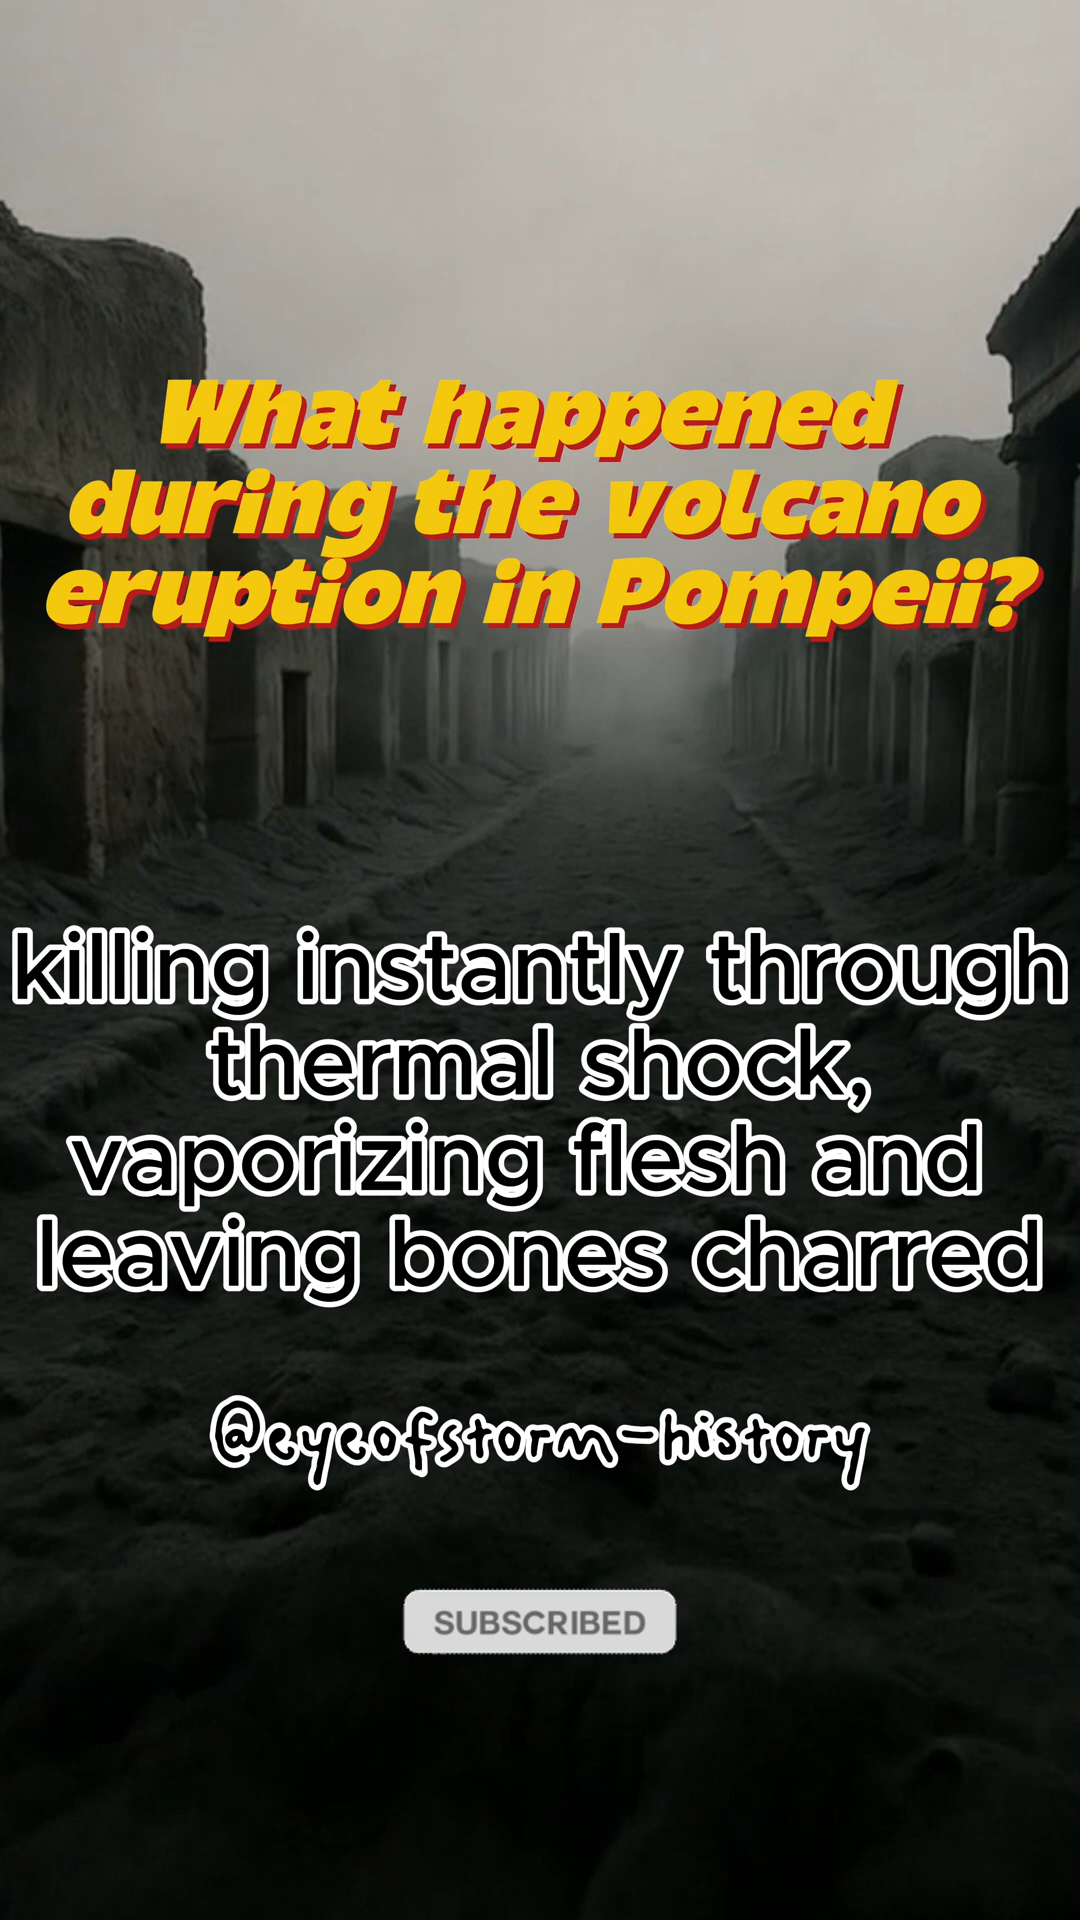 What happened
during the volcano
eruption in Pompeii?
killing instantly through
thermal shock,
vaporizing flesh and
leaving bones charred
@eyeofstorm-history
SUBSCRIBED